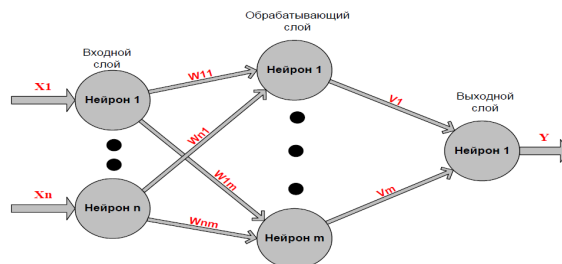 Обрабатывающий
слой
Входной
слой
X1
Нейрон 1
W11
Нейрон 1
V1
Выходной
слой
Wn1
Нейрон 1
Y
W1m
Xn
Нейрон n
Wnm
Vm
Нейрон m